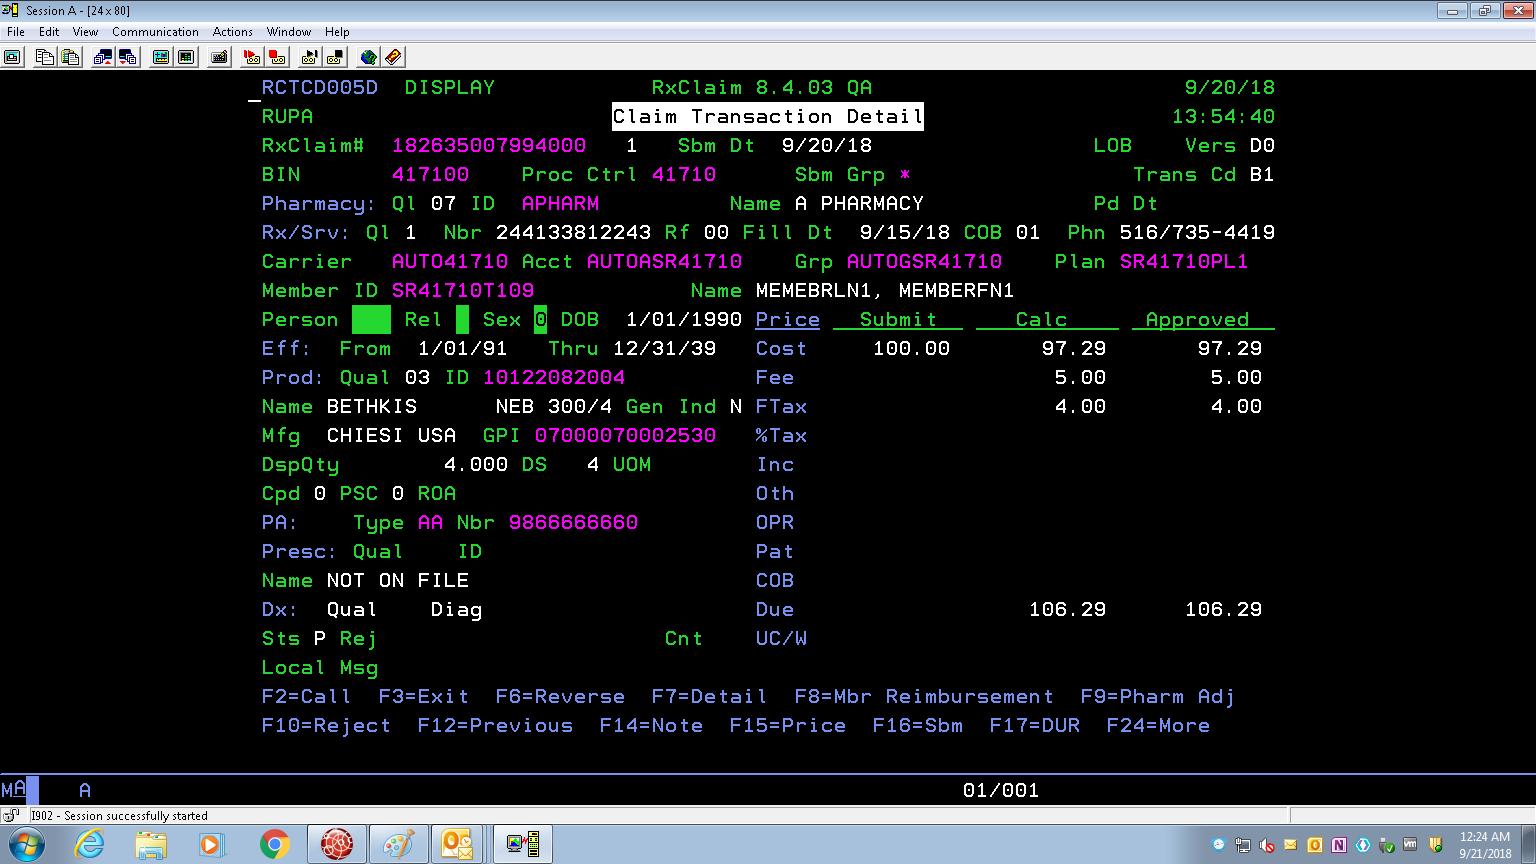 Session A - [24 x 80]
File Edit View Communication Actions Window Help
RCTCD005D DISPLAY RxClaim 8.4.03 QA 9/20/18
RUPA Claim Transaction Detail 13:54:40
RxClaim# 182635007994000 1 Sbm Dt 9/20/18 LOB Vers D0
BIN 417100 Proc Ctrl 41710 Sbm Grp * Trans Cd B1
Pharmacy: Ql 07 ID APHARM Name A PHARMACY Pd Dt
Rx/Srv: Ql 1 Nbr 244133812243 Rf 00 Fill Dt 9/15/18 COB 01 Phn 516/735-4419
Carrier AUTO41710 Acct AUTOASR41710 Grp AUTOGSR41710 Plan SR41710PL1
Member ID SR41710T109 Name MEMEBRLN1, MEMBERFN1
Person Rel Sex 0 DOB 1/01/1990 Price Submit Calc Approved
Eff: From 1/01/91 Thru 12/31/39 Cost 100.00 97.29 97.29
Prod: Qual 03 ID 10122082004 Fee 5.00 5.00
Name BETHKIS NEB 300/4 Gen Ind N FTax 4.00 4.00
Mfg CHIESI USA GPI 07000070002530 %Tax
DspQty 4.000 DS 4 UOM Inc
Cpd 0 PSC 0 ROA Oth
PA: Type AA Nbr 9866666660 OPR
Presc: Qual ID Pat
Name NOT ON FILE COB
Dx: Qual Diag Due 106.29 106.29
Sts P Rej Cnt UC/W
Local Msg
F2=Call F3=Exit F6=Reverse F7=Detail F8=Mbr Reimbursement F9=Pharm Adj
F10=Reject F12=Previous F14=Note F15=Price F16=Sbm F17=DUR F24=More
MA A 01/001
I902 - Session successfully started
12:24 AM
9/21/2018